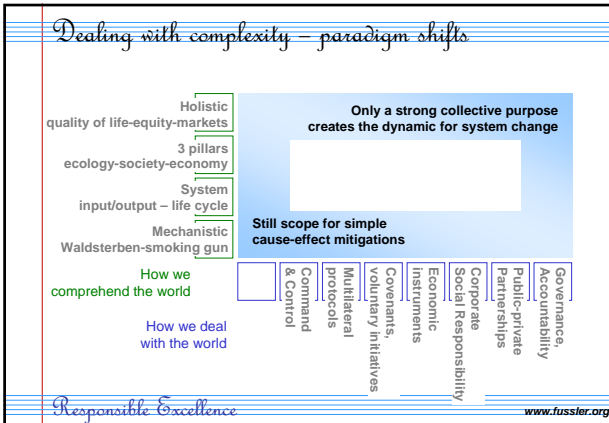 Dealing with complexity – paradigm shifts
Holistic
quality of life-equity-markets
3 pillars
ecology-society-economy
System
input/output – life cycle
Mechanistic
Waldsterben-smoking gun
How we
comprehend the world
How we deal
with the world
Only a strong collective purpose
creates the dynamic for system change
Still scope for simple
cause-effect mitigations
Command
& Control
Multilateral
protocols
Covenants,
voluntary initiatives
Economic
instruments
Corporate
Social Responsibility
Public-private
Partnerships
Governance,
Accountability
Responsible Excellence
www.fussler.org